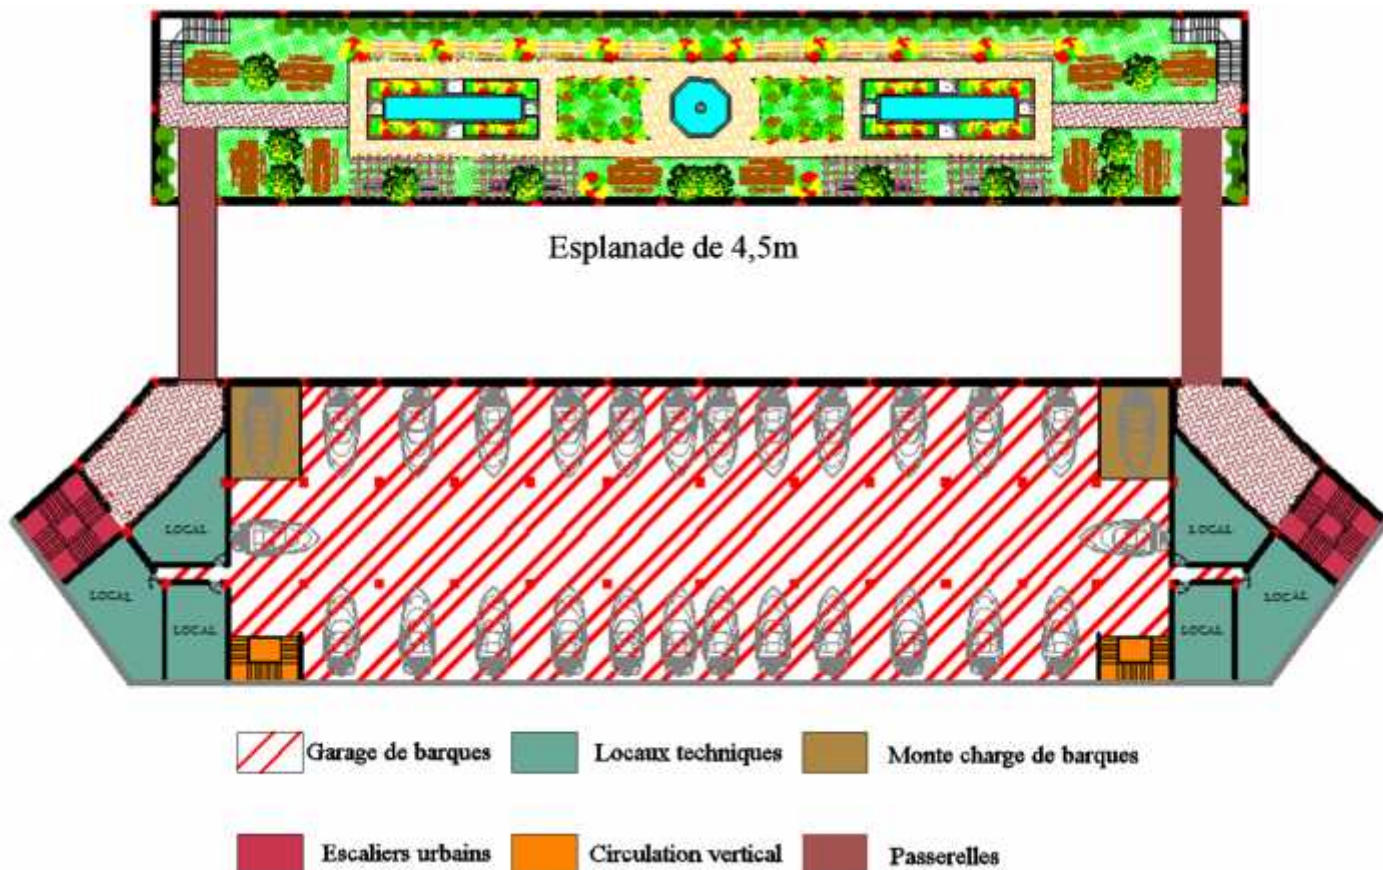 Esplanade de 4,5m
LOCAL LOCAL
LOCAL LOCAL
LOCAL LOCAL
Garage de barques Locaux techniques Monte charge de barques
Escaliers urbains Circulation vertical Passerelles